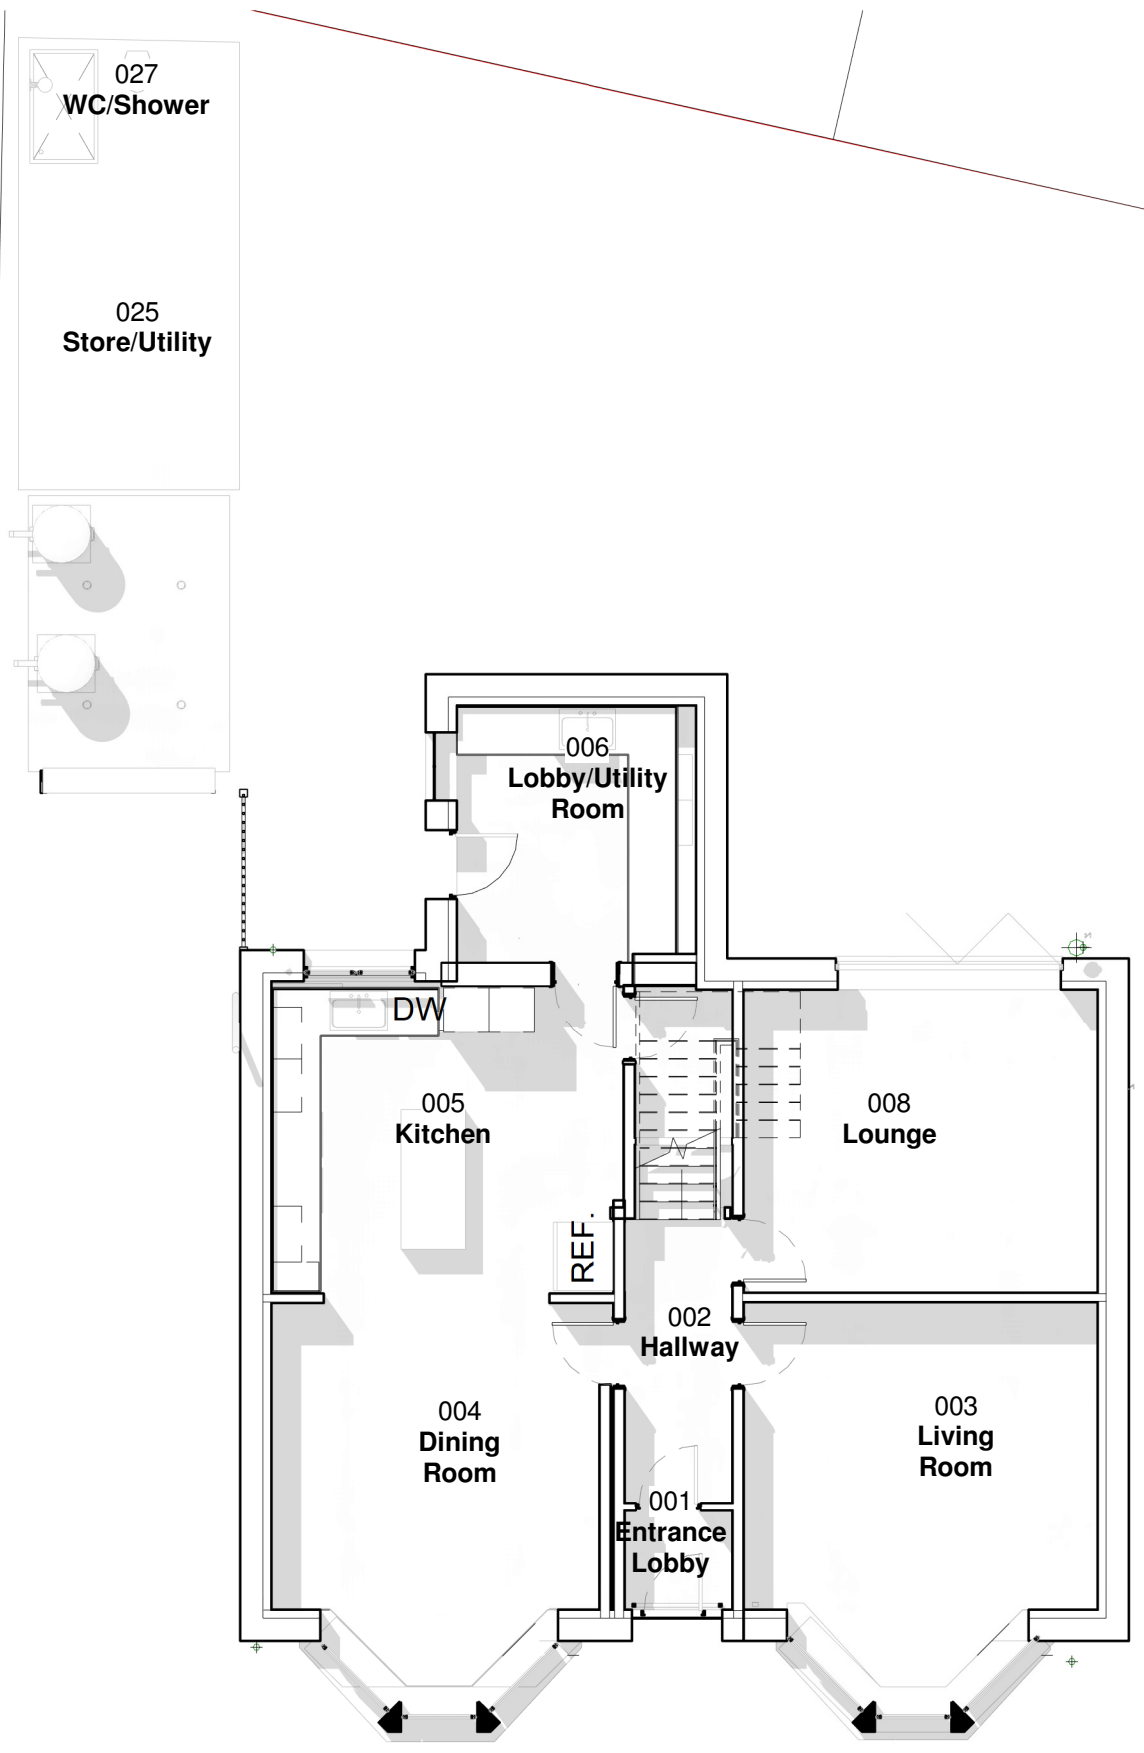 027
WC/Shower
025
Store/Utility
006
Lobby/Utility
Room
DW
005
Kitchen
008
Lounge
REF.
002
Hallway
004
Dining
Room
003
Living
Room
001
Entrance
Lobby